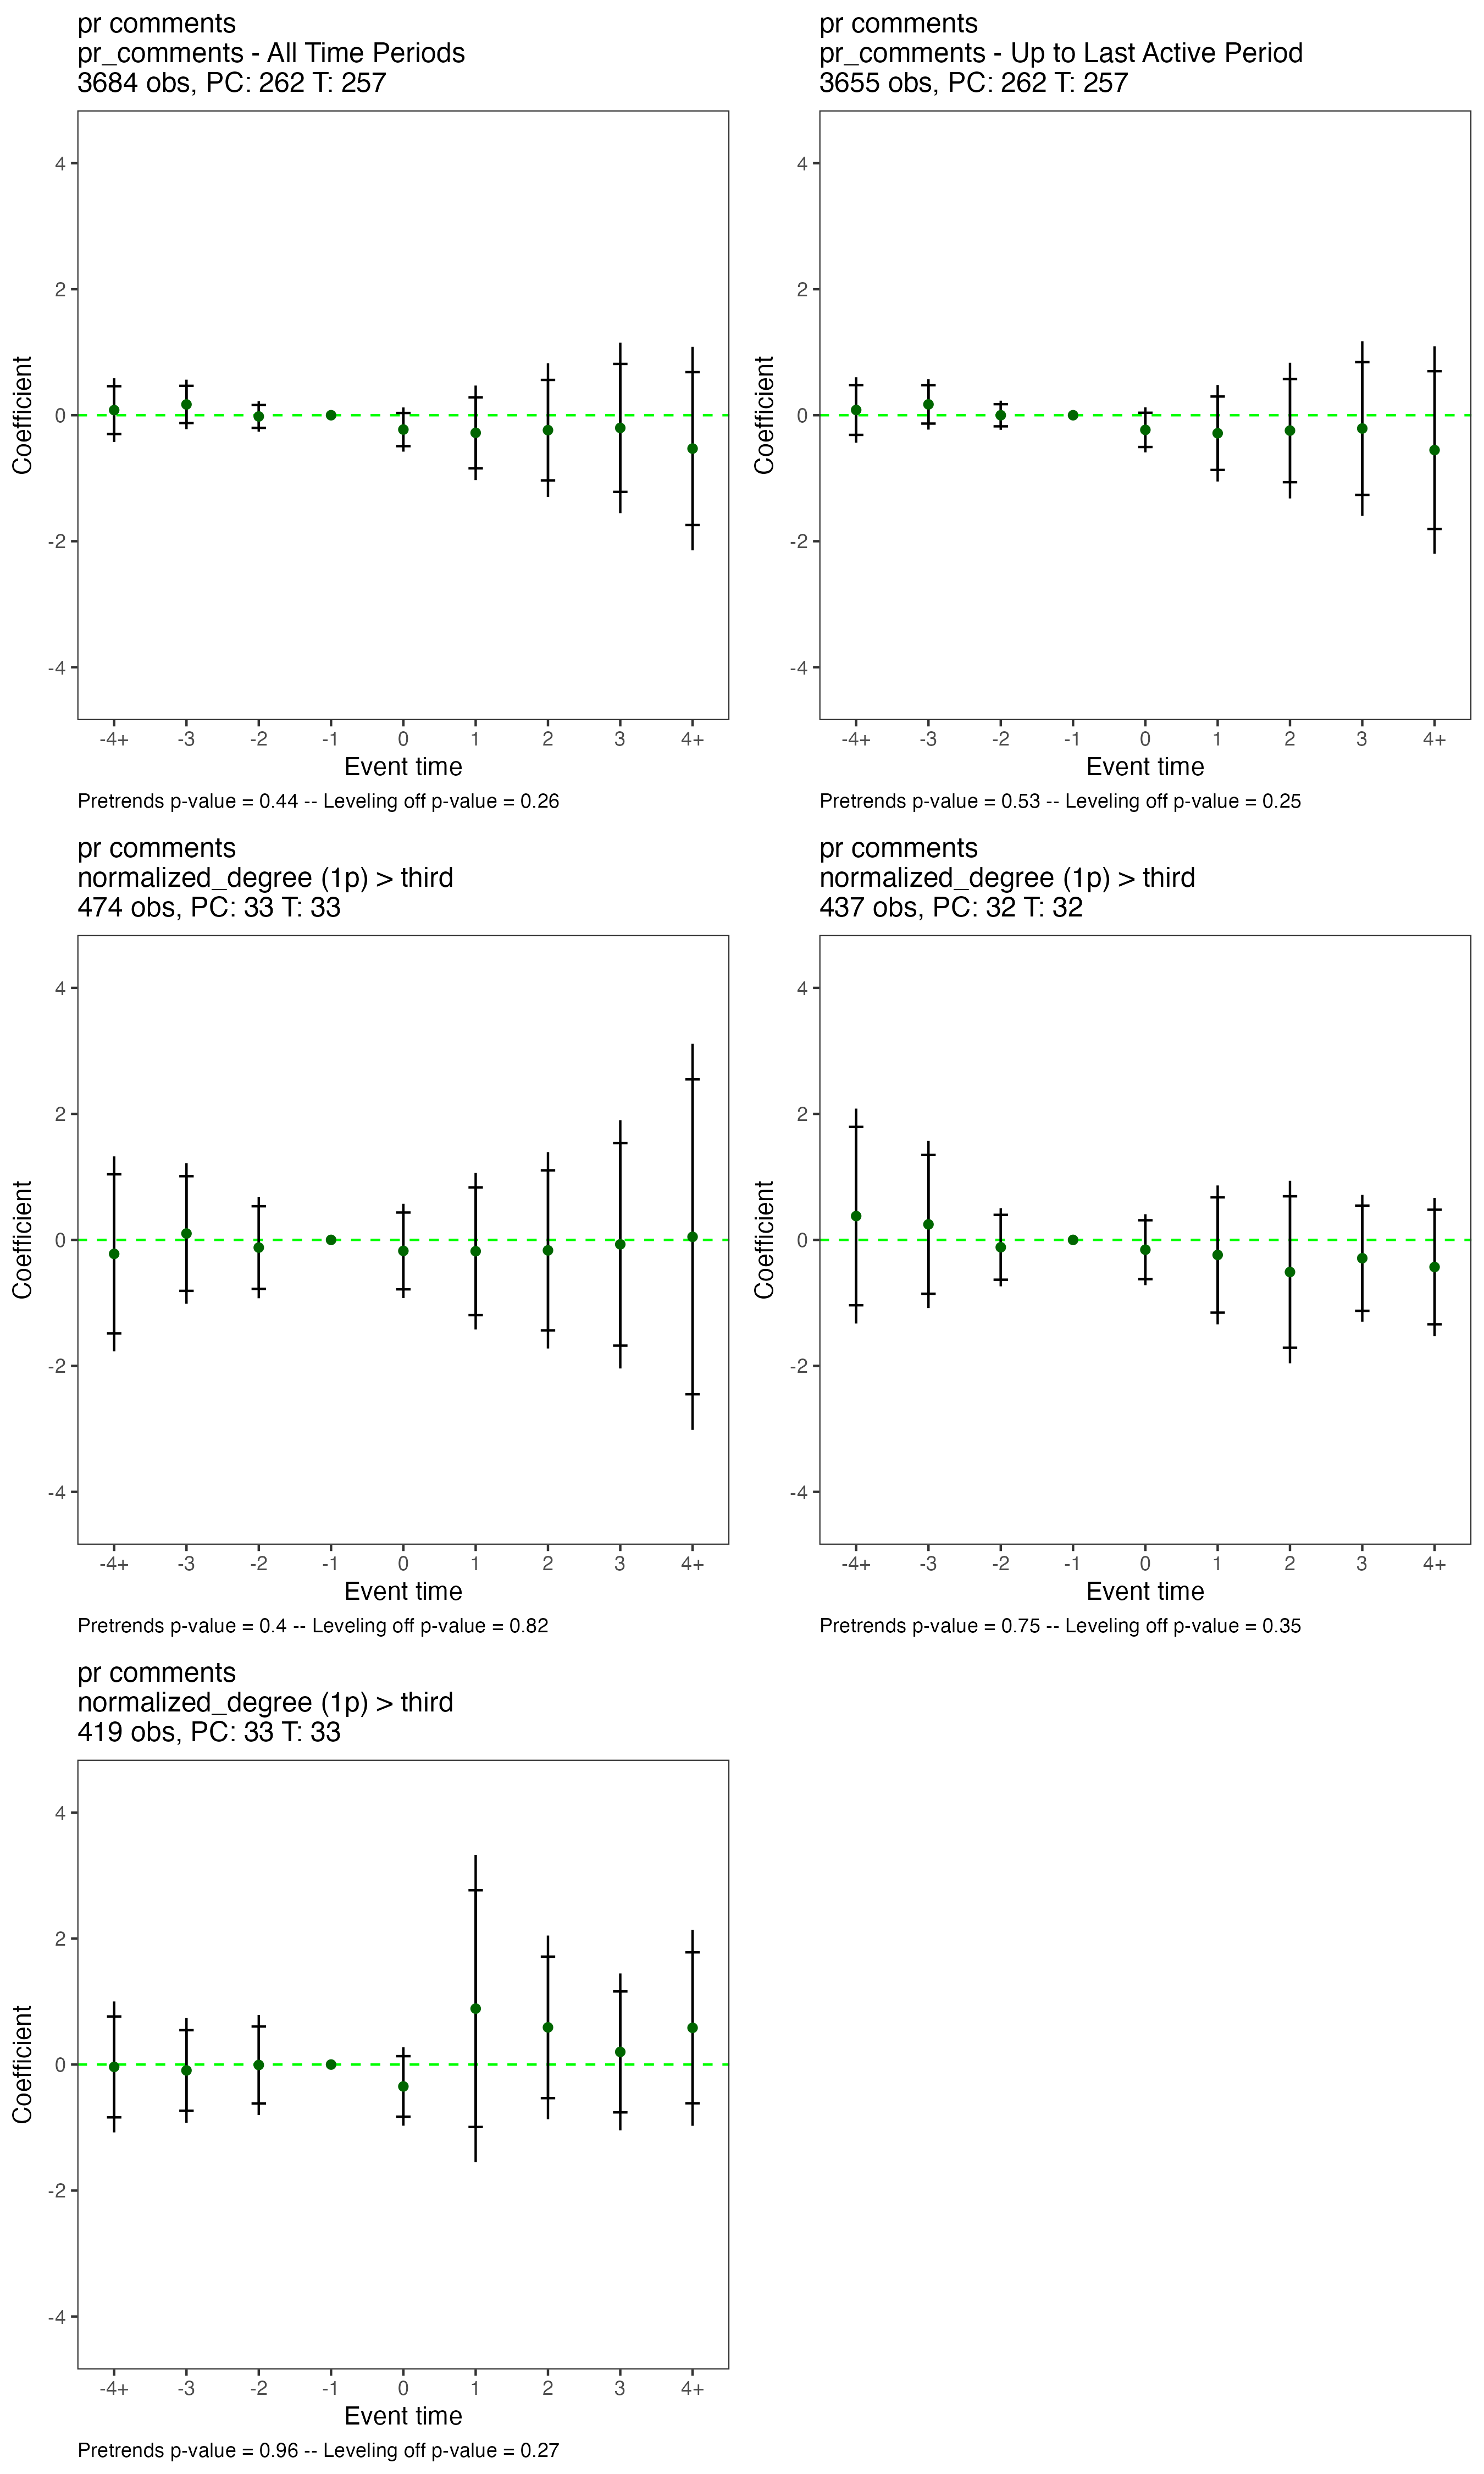 pr comments
pr_comments - All Time Periods
3684 obs, PC: 262 T: 257
4
2
0
-2
-4
Coefficient
-4+ -3 -2 -1 0 1 2 3 4+
Event time
Pretrends p-value = 0.44 -- Leveling off p-value = 0.26
pr comments
pr_comments - Up to Last Active Period
3655 obs, PC: 262 T: 257
4
2
0
-2
-4
Coefficient
-4+ -3 -2 -1 0 1 2 3 4+
Event time
Pretrends p-value = 0.53 -- Leveling off p-value = 0.25
pr comments
normalized_degree (1p) > third
474 obs, PC: 33 T: 33
4
2
0
-2
-4
Coefficient
-4+ -3 -2 -1 0 1 2 3 4+
Event time
Pretrends p-value = 0.4 -- Leveling off p-value = 0.82
pr comments
normalized_degree (1p) > third
437 obs, PC: 32 T: 32
4
2
0
-2
-4
Coefficient
-4+ -3 -2 -1 0 1 2 3 4+
Event time
Pretrends p-value = 0.75 -- Leveling off p-value = 0.35
pr comments
normalized_degree (1p) > third
419 obs, PC: 33 T: 33
4
2
0
-2
-4
Coefficient
-4+ -3 -2 -1 0 1 2 3 4+
Event time
Pretrends p-value = 0.96 -- Leveling off p-value = 0.27